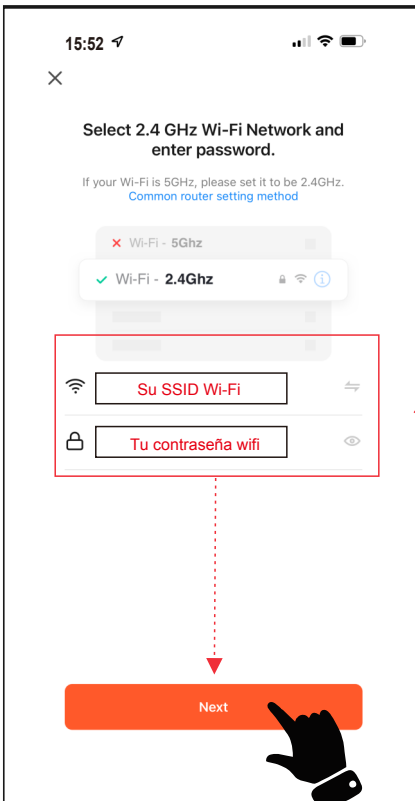 15:52
Select 2.4 GHz Wi-Fi Network and
enter password.
If your Wi-Fi is 5GHz, please set it to be 2.4GHz.
Common router setting method
Wi-Fi - 5Ghz
Wi-Fi - 2.4Ghz
Su SSID Wi-Fi
Tu contraseña wifi
Next